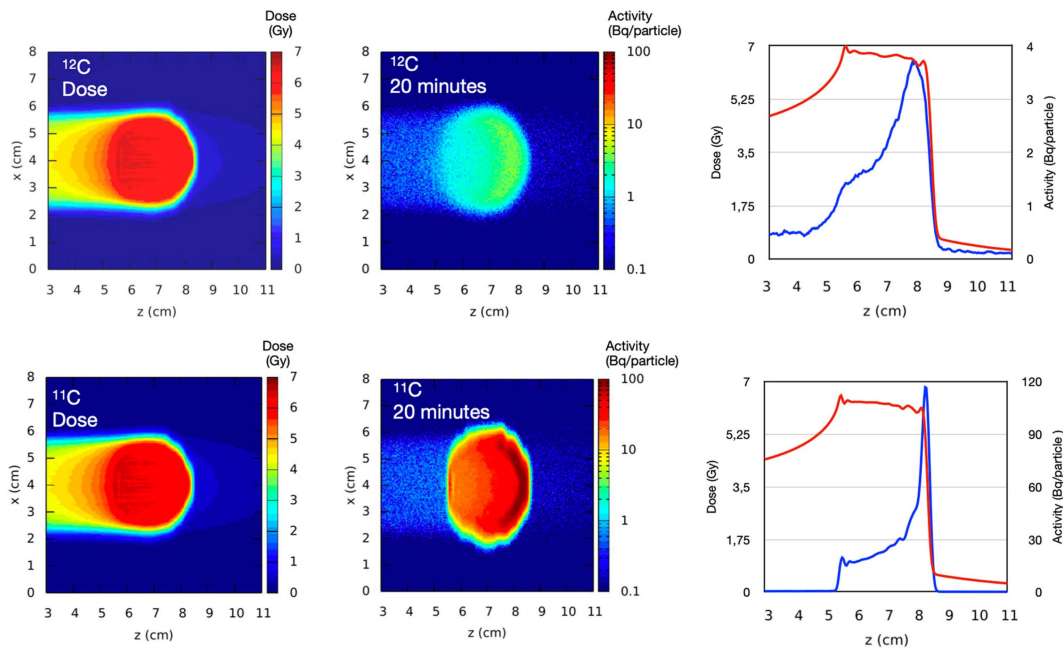 Dose
(Gy)
8
7
6
5
4
3
2
1
0
x (cm)
¹²C
Dose
7
6
5
4
3
2
1
0
3 4 5 6 7 8 9 10 11
z (cm)
Activity
(Bq/particle)
8
7
6
5
4
3
2
1
0
x (cm)
¹²C
20 minutes
100
10
1
0.1
3 4 5 6 7 8 9 10 11
z (cm)
7
5,25
3,5
1,75
0
Dose (Gy)
4
3
2
1
0
Activity (Bq/particle )
3 4 5 6 7 8 9 10 11
z (cm)
Dose
(Gy)
8
7
6
5
4
3
2
1
0
x (cm)
¹¹C
Dose
7
6
5
4
3
2
1
0
3 4 5 6 7 8 9 10 11
z (cm)
Activity
(Bq/particle)
8
7
6
5
4
3
2
1
0
x (cm)
¹¹C
20 minutes
100
10
1
0.1
3 4 5 6 7 8 9 10 11
z (cm)
7
5,25
3,5
1,75
0
Dose (Gy)
120
90
60
30
0
Activity (Bq/particle )
3 4 5 6 7 8 9 10 11
z (cm)